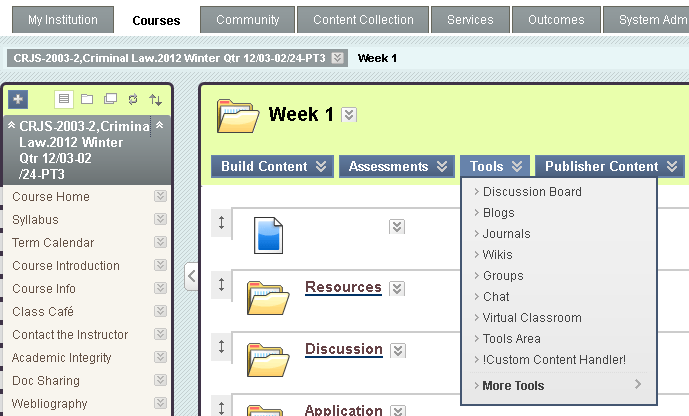 My Institution
Courses
Community
Content Collection
Services
Outcomes
System Adm
CRJS-2003-2,Criminal Law.2012 Winter Qtr 12/03-02/24-PT3
Week 1
CRJS-2003-2,Crimina
Law.2012 Winter
Qtr 12/03-02
/24-PT3
Course Home
Syllabus
Term Calendar
Course Introduction
Course Info
Class Café
Contact the Instructor
Academic Integrity
Doc Sharing
Webliography
Week 1
Build Content
Assessments
Tools
Publisher Content
Discussion Board
Blogs
Journals
Wikis
Groups
Chat
Virtual Classroom
Tools Area
!Custom Content Handler!
More Tools
Resources
Discussion
Application